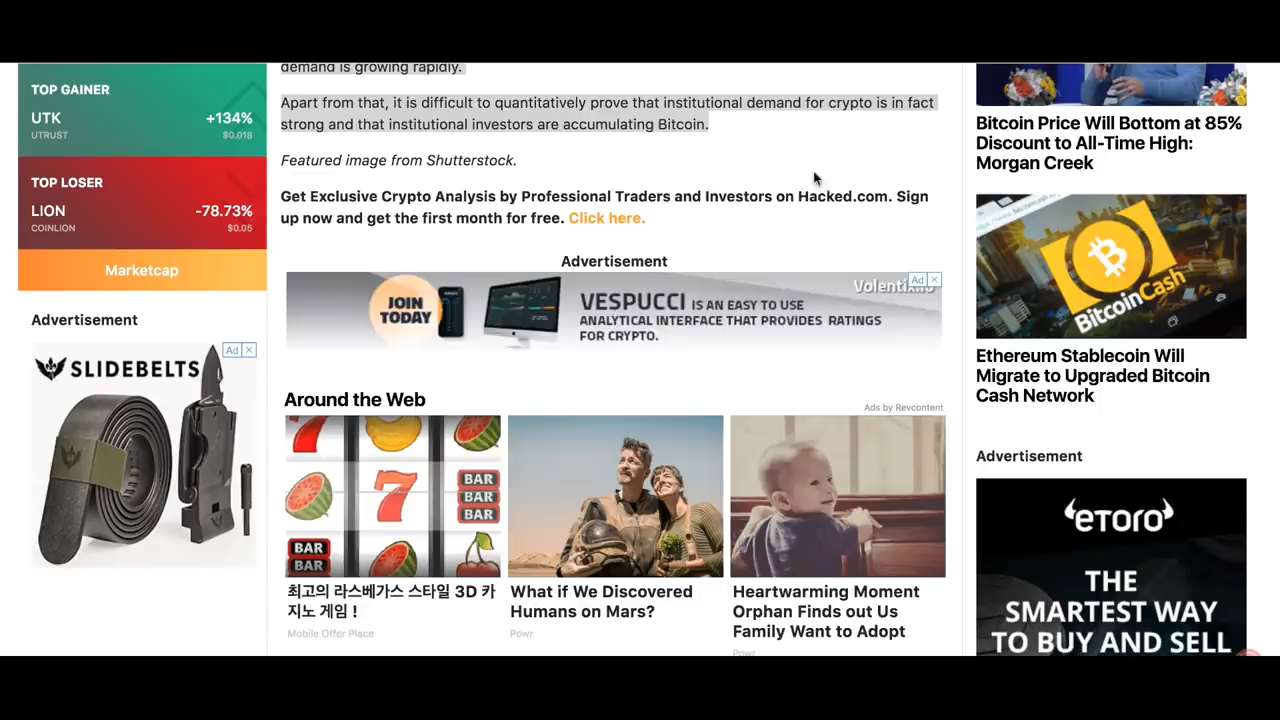 TOP GAINER
UTK +134%
UTRUST $0.018
TOP LOSER
LION -78.73%
COINLION $0.05
Marketcap
Advertisement
Ad
SLIDEBELTS
demand is growing rapidly.
Apart from that, it is difficult to quantitatively prove that institutional demand for crypto is in fact
strong and that institutional investors are accumulating Bitcoin.
Featured image from Shutterstock.
Get Exclusive Crypto Analysis by Professional Traders and Investors on Hacked.com. Sign
up now and get the first month for free. Click here.
Advertisement
Ad
JOIN
TODAY
VESPUCCI IS AN EASY TO USE
ANALYTICAL INTERFACE THAT PROVIDES RATINGS
FOR CRYPTO.
Around the Web
Ads by Revcontent
7
7
BAR
BAR
BAR
BAR
BAR
최고의 라스베가스 스타일 3D 카
지노 게임 !
Mobile Offer Place
What if We Discovered
Humans on Mars?
Powr
Heartwarming Moment
Orphan Finds out Us
Family Want to Adopt
Powr
Bitcoin Price Will Bottom at 85%
Discount to All-Time High:
Morgan Creek
BitcoinCash
Ethereum Stablecoin Will
Migrate to Upgraded Bitcoin
Cash Network
Advertisement
eToro
THE
SMARTEST WAY
TO BUY AND SELL